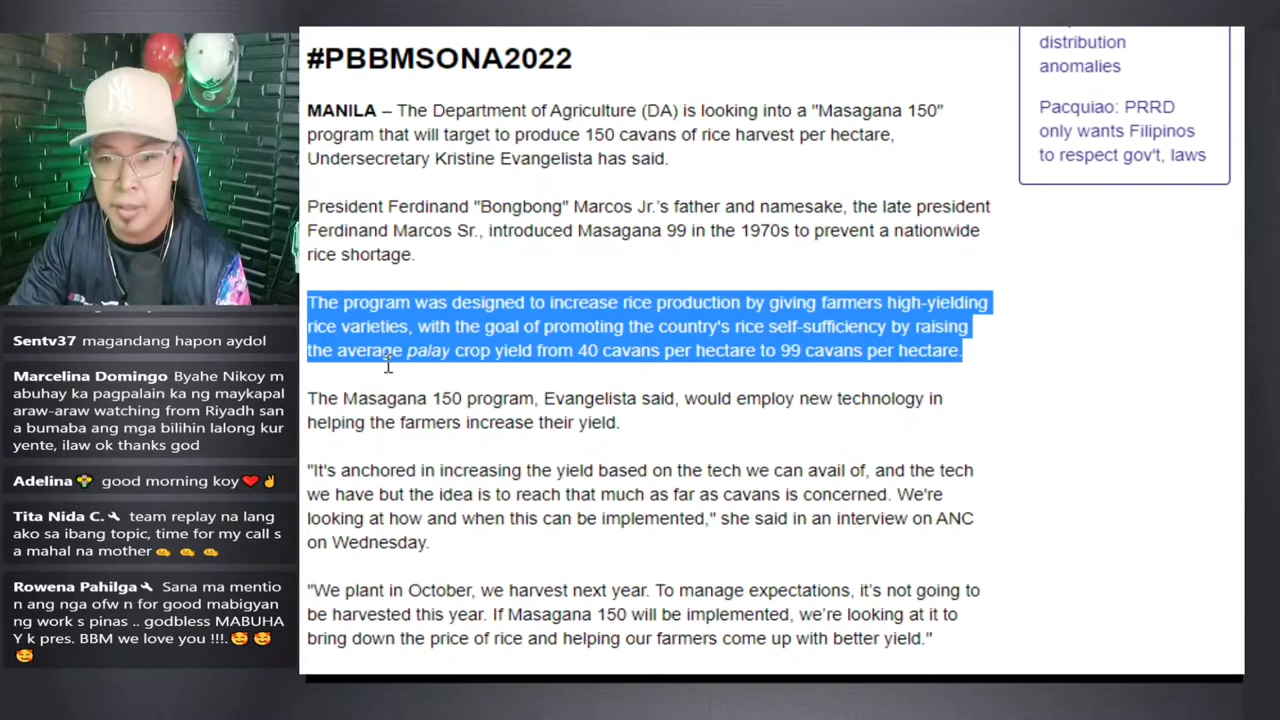 #PBBMSONA2022
MANILA – The Department of Agriculture (DA) is looking into a "Masagana 150"
program that will target to produce 150 cavans of rice harvest per hectare,
Undersecretary Kristine Evangelista has said.
President Ferdinand "Bongbong" Marcos Jr.'s father and namesake, the late president
Ferdinand Marcos Sr., introduced Masagana 99 in the 1970s to prevent a nationwide
rice shortage.
The program was designed to increase rice production by giving farmers high-yielding
rice varieties, with the goal of promoting the country's rice self-sufficiency by raising
the average palay crop yield from 40 cavans per hectare to 99 cavans per hectare.
The Masagana 150 program, Evangelista said, would employ new technology in
helping the farmers increase their yield.
"It's anchored in increasing the yield based on the tech we can avail of, and the tech
we have but the idea is to reach that much as far as cavans is concerned. We're
looking at how and when this can be implemented," she said in an interview on ANC
on Wednesday.
"We plant in October, we harvest next year. To manage expectations, it's not going to
be harvested this year. If Masagana 150 will be implemented, we're looking at it to
bring down the price of rice and helping our farmers come up with better yield."
distribution
anomalies
Pacquiao: PRRD
only wants Filipinos
to respect gov't, laws
Sentv37 magandang hapon aydol
Marcelina Domingo Byahe Nikoy m
abuhay ka pagpalain ka ng maykapal
araw-araw watching from Riyadh san
a bumaba ang mga bilihin lalong kur
yente, ilaw ok thanks god
Adelina good morning koy❤️✌️
Tita Nida C. team replay na lang
ako sa ibang topic, time for my call s
a mahal na mother
Rowena Pahilga Sana ma mentio
n ang nga ofw n for good mabigyan
ng work s pinas .. godbless MABUHA
Y k pres. BBM we love you !!!.🥰 🥰
🥰